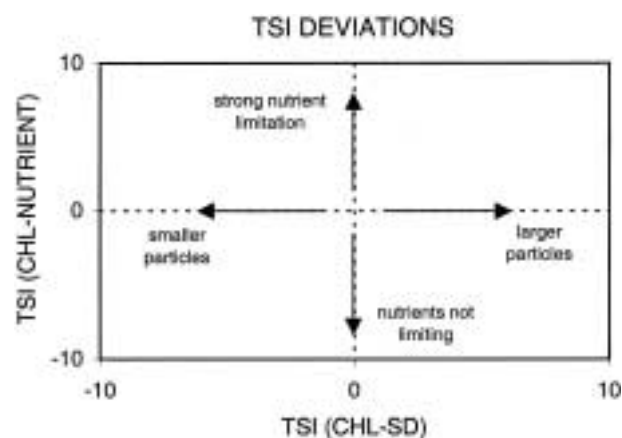 TSI DEVIATIONS
10
strong nutrient
limitation
TSI (CHL-NUTRIENT)
0
smaller
particles
larger
particles
nutrients not
limiting
-10
-10
0
10
TSI (CHL-SD)